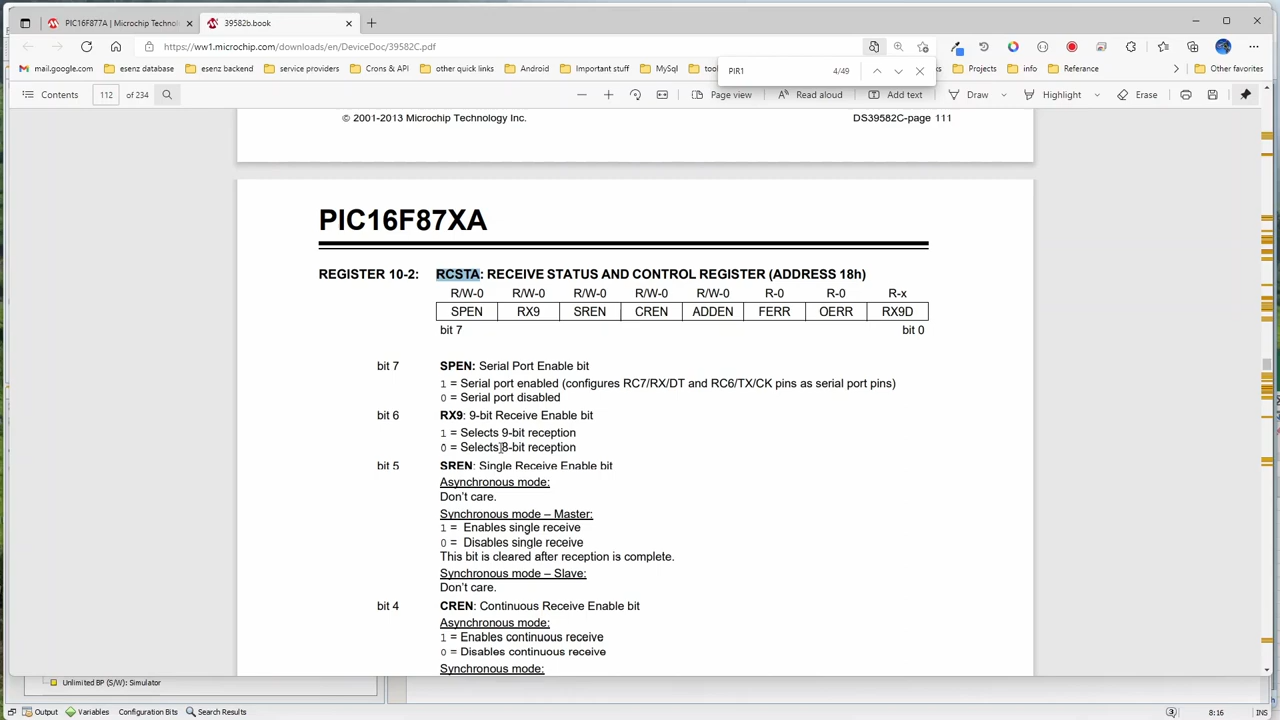 PIC16F877A | Microchip Technol
39582b.book
https://ww1.microchip.com/downloads/en/DeviceDoc/39582C.pdf
mail.google.com
esenz database
esenz backend
service providers
Crons & API
Online tools
Android
Important stuff
MySql
Projects
info
Reference
Other favorites
PIR1
4/49
Contents
112
of 234
Page view
Read aloud
Add text
Draw
Highlight
Erase
© 2001-2013 Microchip Technology Inc.
DS39582C-page 111
PIC16F87XA
REGISTER 10-2: RCSTA: RECEIVE STATUS AND CONTROL REGISTER (ADDRESS 18h)
R/W-0 R/W-0 R/W-0 R/W-0 R/W-0 R-0 R-0 R-x
SPEN RX9 SREN CREN ADDEN FERR OERR RX9D
bit 7 bit 0
bit 7 SPEN: Serial Port Enable bit
1 = Serial port enabled (configures RC7/RX/DT and RC6/TX/CK pins as serial port pins)
0 = Serial port disabled
bit 6 RX9: 9-bit Receive Enable bit
1 = Selects 9-bit reception
0 = Selects 8-bit reception
bit 5 SREN: Single Receive Enable bit
Asynchronous mode:
Don't care.
Synchronous mode – Master:
1 = Enables single receive
0 = Disables single receive
This bit is cleared after reception is complete.
Synchronous mode – Slave:
Don't care.
bit 4 CREN: Continuous Receive Enable bit
Asynchronous mode:
1 = Enables continuous receive
0 = Disables continuous receive
Synchronous mode:
Unlimited BP (S/W): Simulator
Output
Variables
Configuration Bits
Search Results
3
8:16
INS